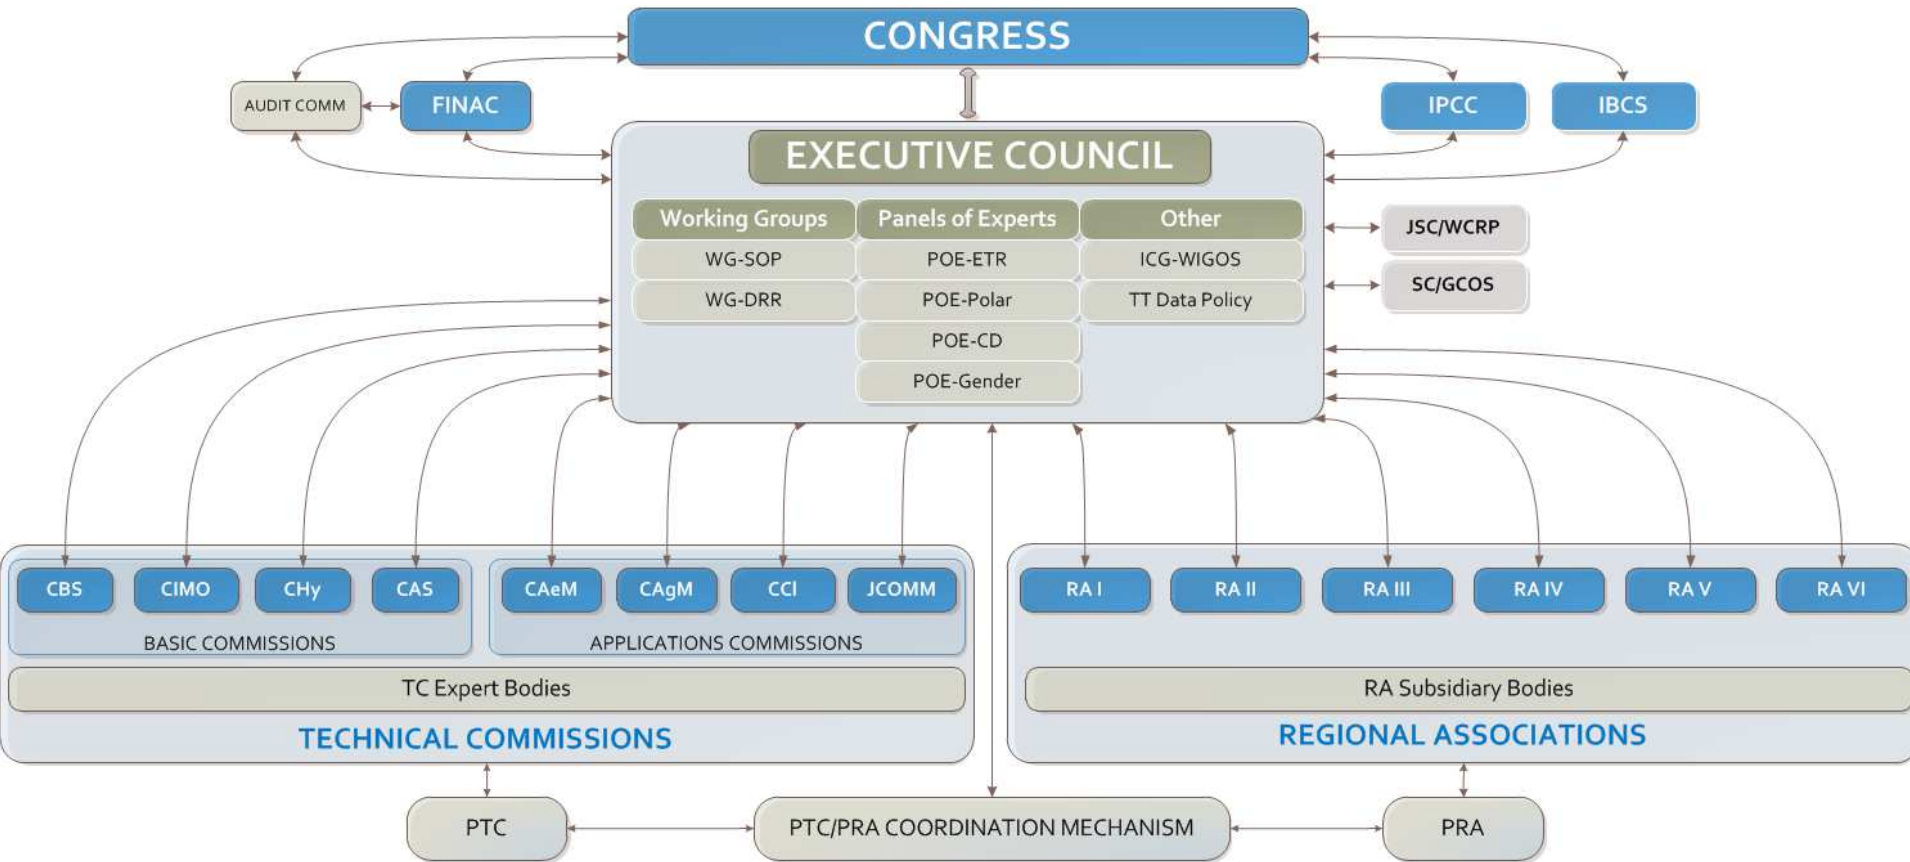 CONGRESS
AUDIT COMM
FINAC
IPCC
IBCS
EXECUTIVE COUNCIL
Working Groups
Panels of Experts
Other
WG-SOP
POE-ETR
ICG-WIGOS
WG-DRR
POE-Polar
TT Data Policy
POE-CD
POE-Gender
JSC/WCRP
SC/GCOS
CBS
CIMO
CHy
CAS
BASIC COMMISSIONS
CAeM
CAgM
CCl
JCOMM
APPLICATIONS COMMISSIONS
TC Expert Bodies
TECHNICAL COMMISSIONS
RA I
RA II
RA III
RA IV
RA V
RA VI
RA Subsidiary Bodies
REGIONAL ASSOCIATIONS
PTC
PTC/PRA COORDINATION MECHANISM
PRA